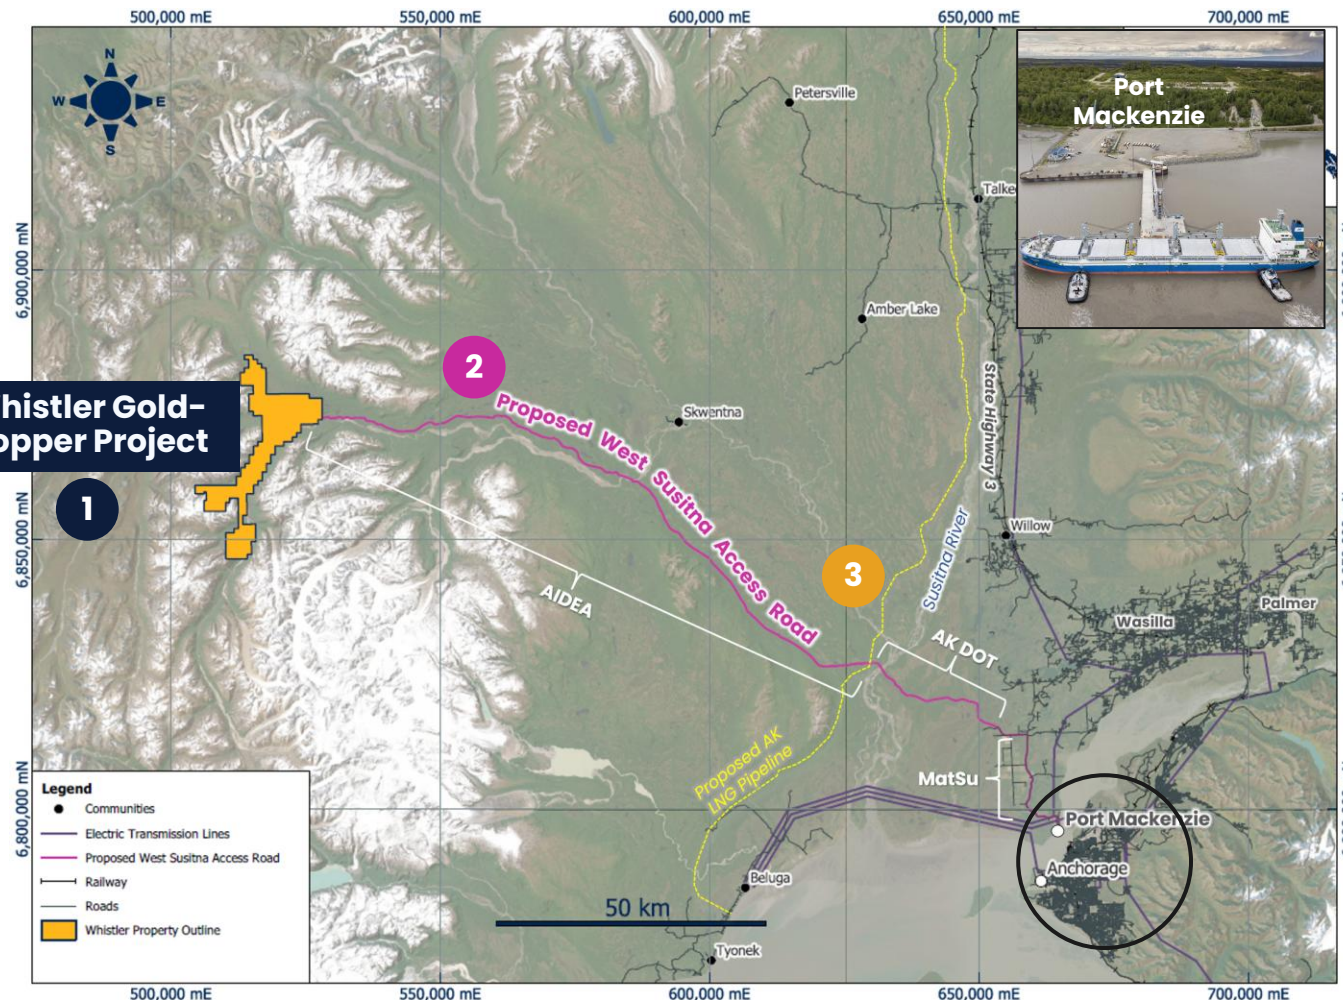 500,000 mE
550,000 mE
600,000 mE
650,000 mE
700,000 mE
N
W
E
S
Port
Mackenzie
Petersville
Talke
6,900,000 mN
Amber Lake
2
Proposed West Susitna Access Road
Skwentna
State Highway 3
histler Gold-
opper Project
1
6,850,000 mN
Willow
Susitna River
3
AIDEA
Palmer
Wasilla
AK DOT
Proposed AK
LNG Pipeline
MatSu
6,800,000 mN
Port Mackenzie
Anchorage
Beluga
50 km
Tyonek
Legend
Communities
Electric Transmission Lines
Proposed West Susitna Access Road
Railway
Roads
Whistler Property Outline
500,000 mE
550,000 mE
600,000 mE
650,000 mE
700,000 mE